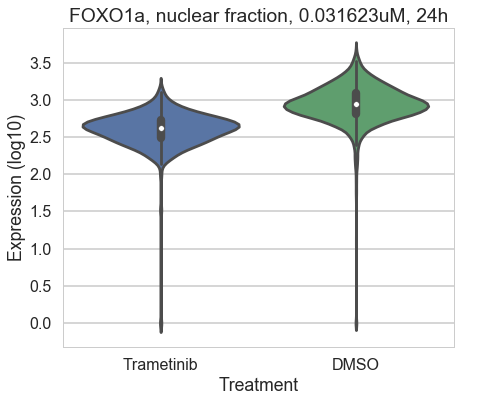 FOXO1a, nuclear fraction, 0.031623uM, 24h
Expression (log10)
3.5
3.0
2.5
2.0
1.5
1.0
0.5
0.0
Trametinib
DMSO
Treatment